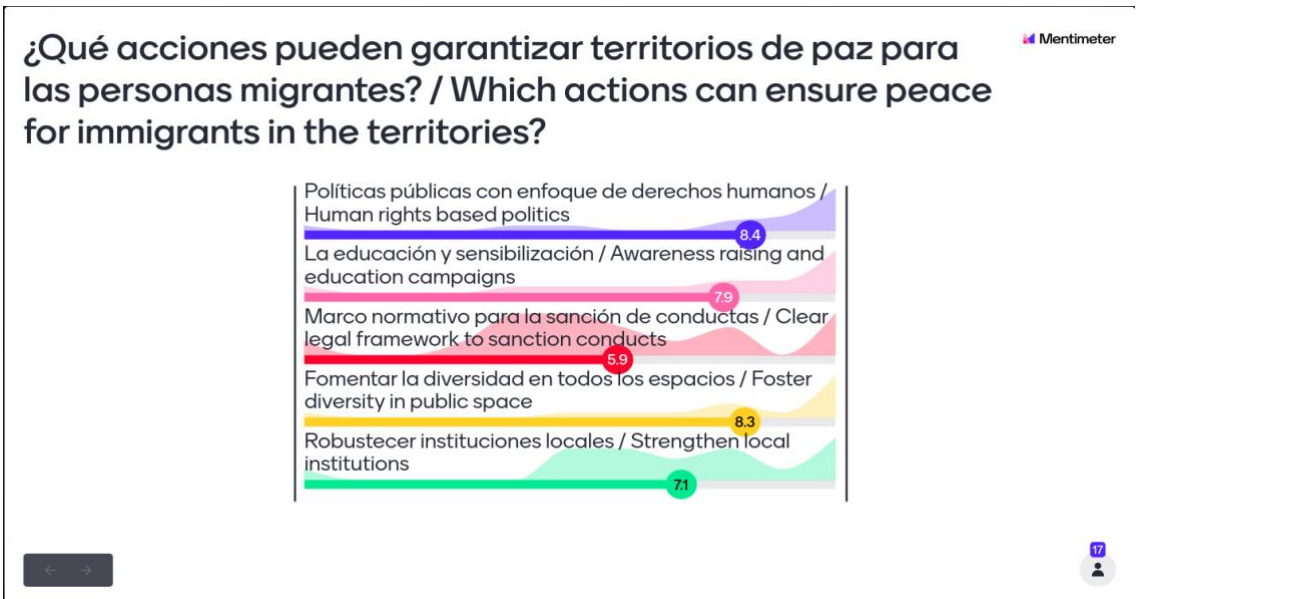 ¿Qué acciones pueden garantizar territorios de paz para
las personas migrantes? / Which actions can ensure peace
for immigrants in the territories?
Mentimeter
Políticas públicas con enfoque de derechos humanos /
Human rights based politics
8.4
La educación y sensibilización / Awareness raising and
education campaigns
7.9
Marco normativo para la sanción de conductas / Clear
legal framework to sanction conducts
5.9
Fomentar la diversidad en todos los espacios / Foster
diversity in public space
8.3
Robustecer instituciones locales / Strengthen local
institutions
7.1
17